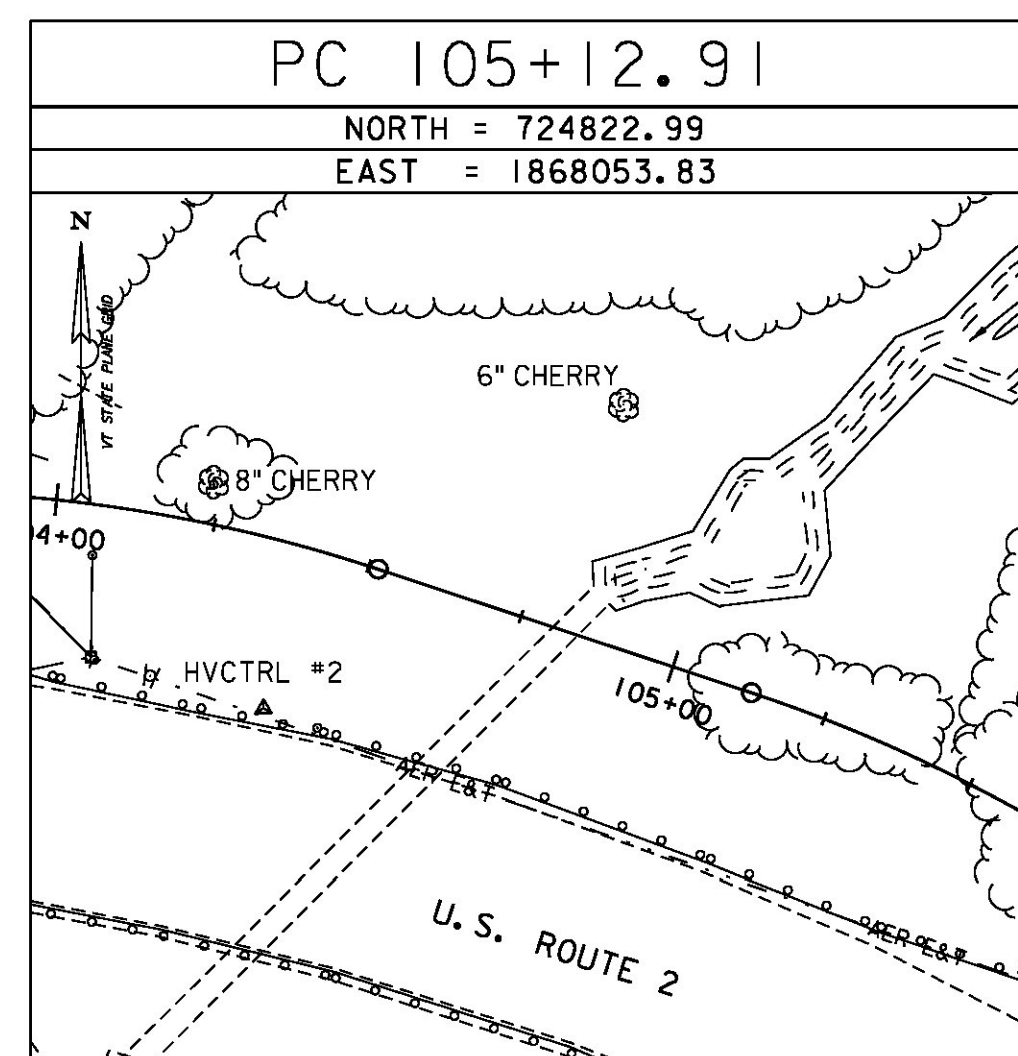 PC 105+12.91
NORTH = 724822.99
EAST = 1868053.83
N
VT STATE PLANE GRID
6" CHERRY
8" CHERRY
4+00
HVCTRL #2
105+00
AER E&T
U.S. ROUTE 2
AER E&T